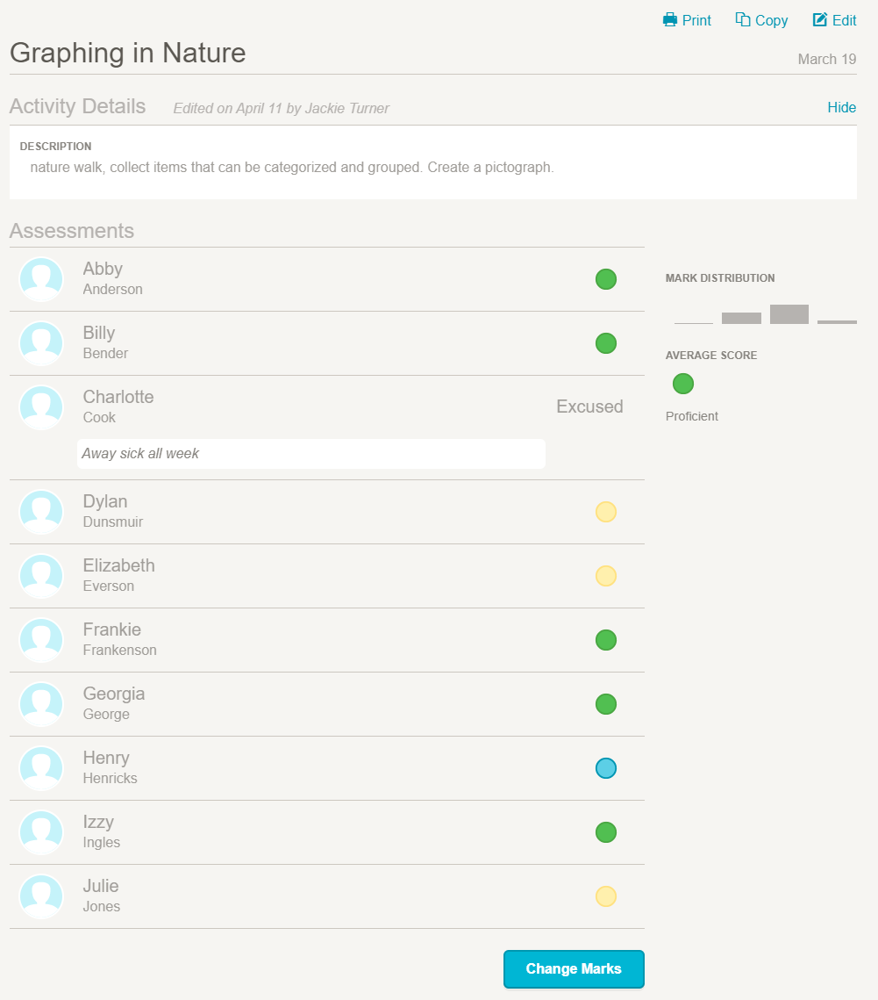 Print Copy Edit
Graphing in Nature
March 19
Activity Details Edited on April 11 by Jackie Turner Hide
DESCRIPTION
nature walk, collect items that can be categorized and grouped. Create a pictograph.
Assessments
Abby
Anderson
Billy
Bender
Charlotte
Cook
Excused
Away sick all week
Dylan
Dunsmuir
Elizabeth
Everson
Frankie
Frankenson
Georgia
George
Henry
Henricks
Izzy
Ingles
Julie
Jones
MARK DISTRIBUTION
AVERAGE SCORE
Proficient
Change Marks